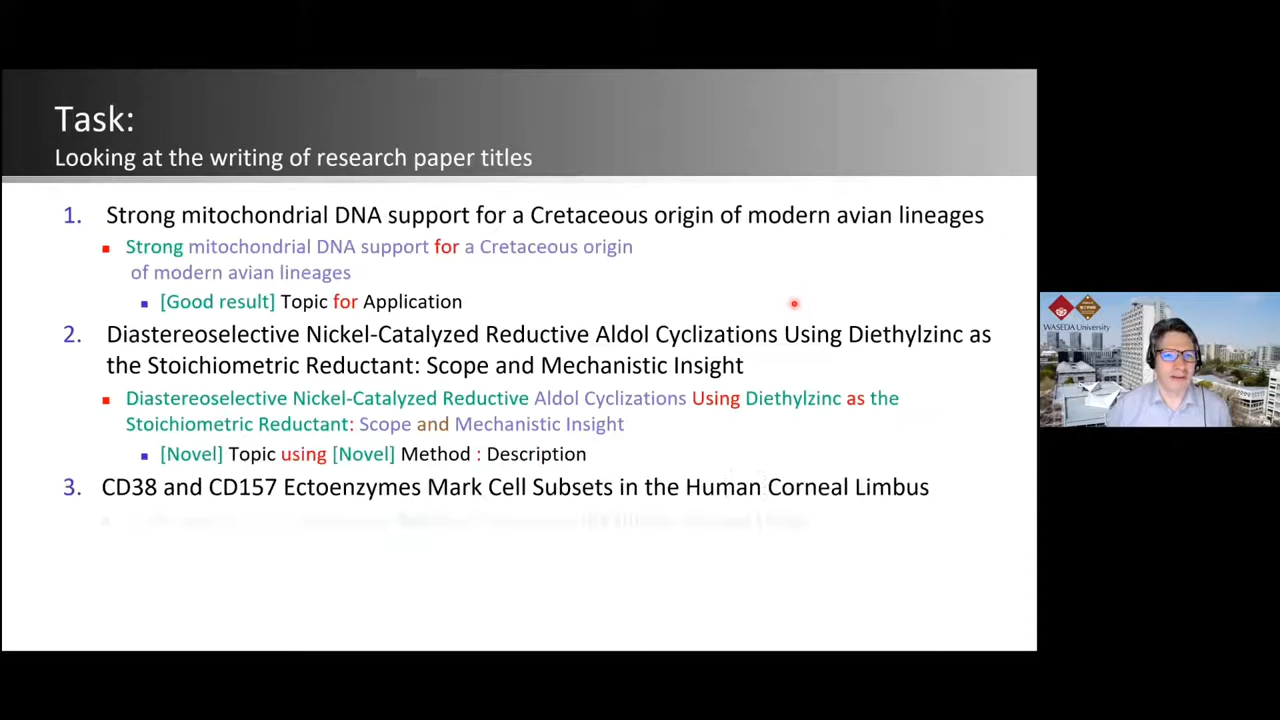 Task:
Looking at the writing of research paper titles
1. Strong mitochondrial DNA support for a Cretaceous origin of modern avian lineages
Strong mitochondrial DNA support for a Cretaceous origin
of modern avian lineages
[Good result] Topic for Application
2. Diastereoselective Nickel-Catalyzed Reductive Aldol Cyclizations Using Diethylzinc as
the Stoichiometric Reductant: Scope and Mechanistic Insight
Diastereoselective Nickel-Catalyzed Reductive Aldol Cyclizations Using Diethylzinc as the
Stoichiometric Reductant: Scope and Mechanistic Insight
[Novel] Topic using [Novel] Method : Description
3. CD38 and CD157 Ectoenzymes Mark Cell Subsets in the Human Corneal Limbus
WASEDA University